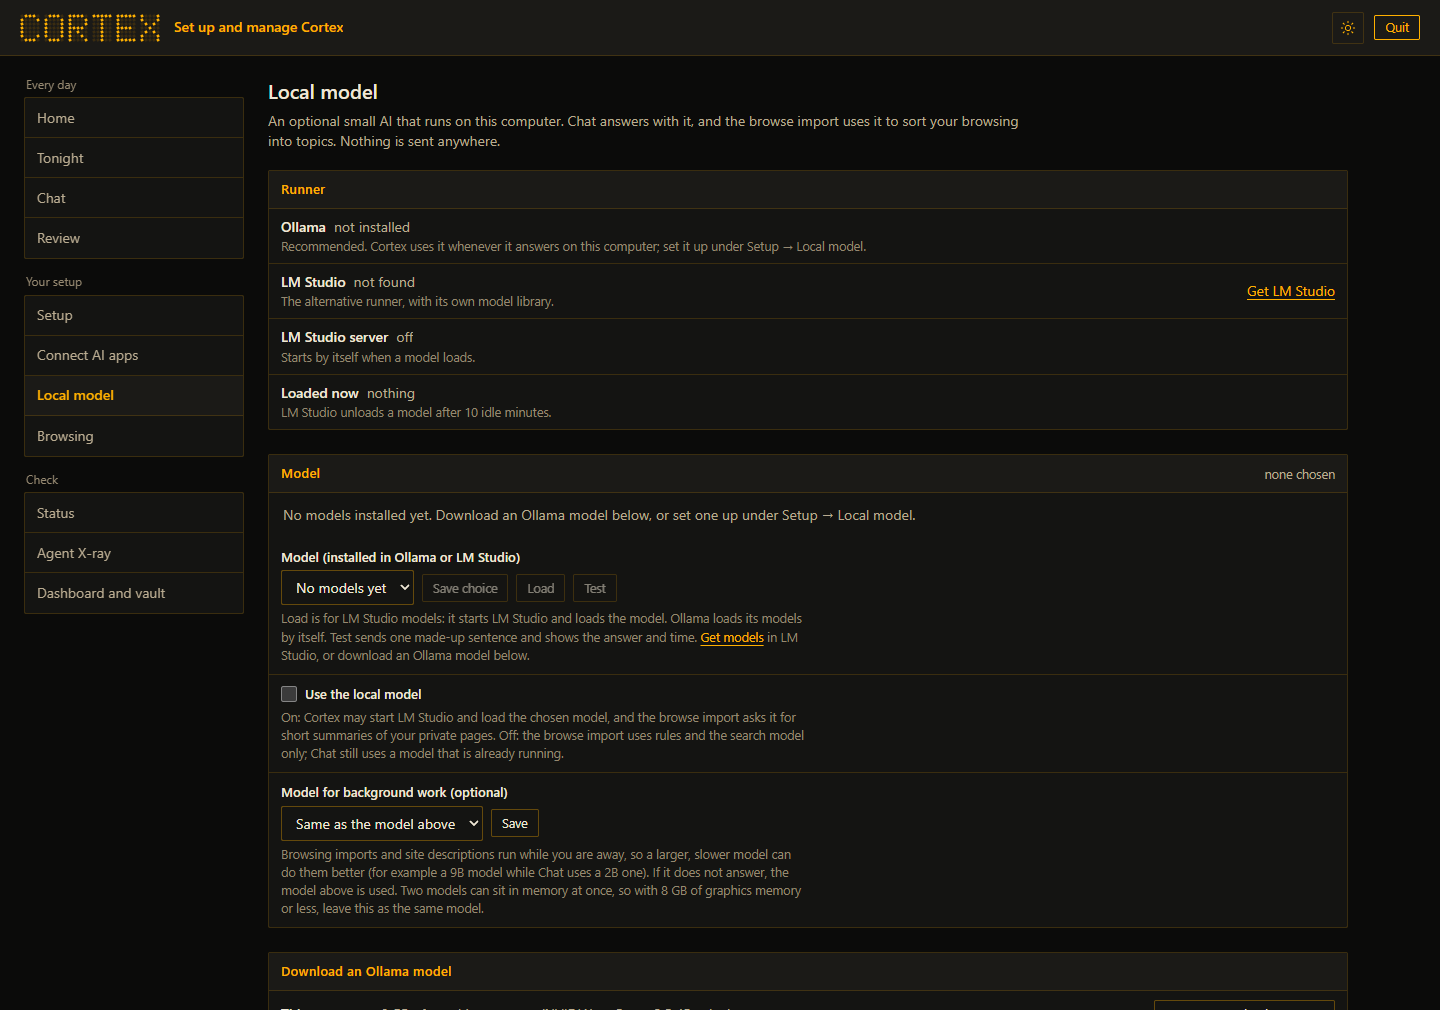 CORTEX
Set up and manage Cortex
Quit
Every day
Home
Tonight
Chat
Review
Your setup
Setup
Connect AI apps
Local model
Browsing
Check
Status
Agent X-ray
Dashboard and vault
Local model
An optional small AI that runs on this computer. Chat answers with it, and the browse import uses it to sort your browsing
into topics. Nothing is sent anywhere.
Runner
Ollama not installed
Recommended. Cortex uses it whenever it answers on this computer; set it up under Setup → Local model.
LM Studio not found
The alternative runner, with its own model library.
Get LM Studio
LM Studio server off
Starts by itself when a model loads.
Loaded now nothing
LM Studio unloads a model after 10 idle minutes.
Model
none chosen
No models installed yet. Download an Ollama model below, or set one up under Setup → Local model.
Model (installed in Ollama or LM Studio)
No models yet
Save choice
Load
Test
Load is for LM Studio models: it starts LM Studio and loads the model. Ollama loads its models
by itself. Test sends one made-up sentence and shows the answer and time. Get models in LM
Studio, or download an Ollama model below.
Use the local model
On: Cortex may start LM Studio and load the chosen model, and the browse import asks it for
short summaries of your private pages. Off: the browse import uses rules and the search model
only; Chat still uses a model that is already running.
Model for background work (optional)
Same as the model above
Save
Browsing imports and site descriptions run while you are away, so a larger, slower model can
do them better (for example a 9B model while Chat uses a 2B one). If it does not answer, the
model above is used. Two models can sit in memory at once, so with 8 GB of graphics memory
or less, leave this as the same model.
Download an Ollama model